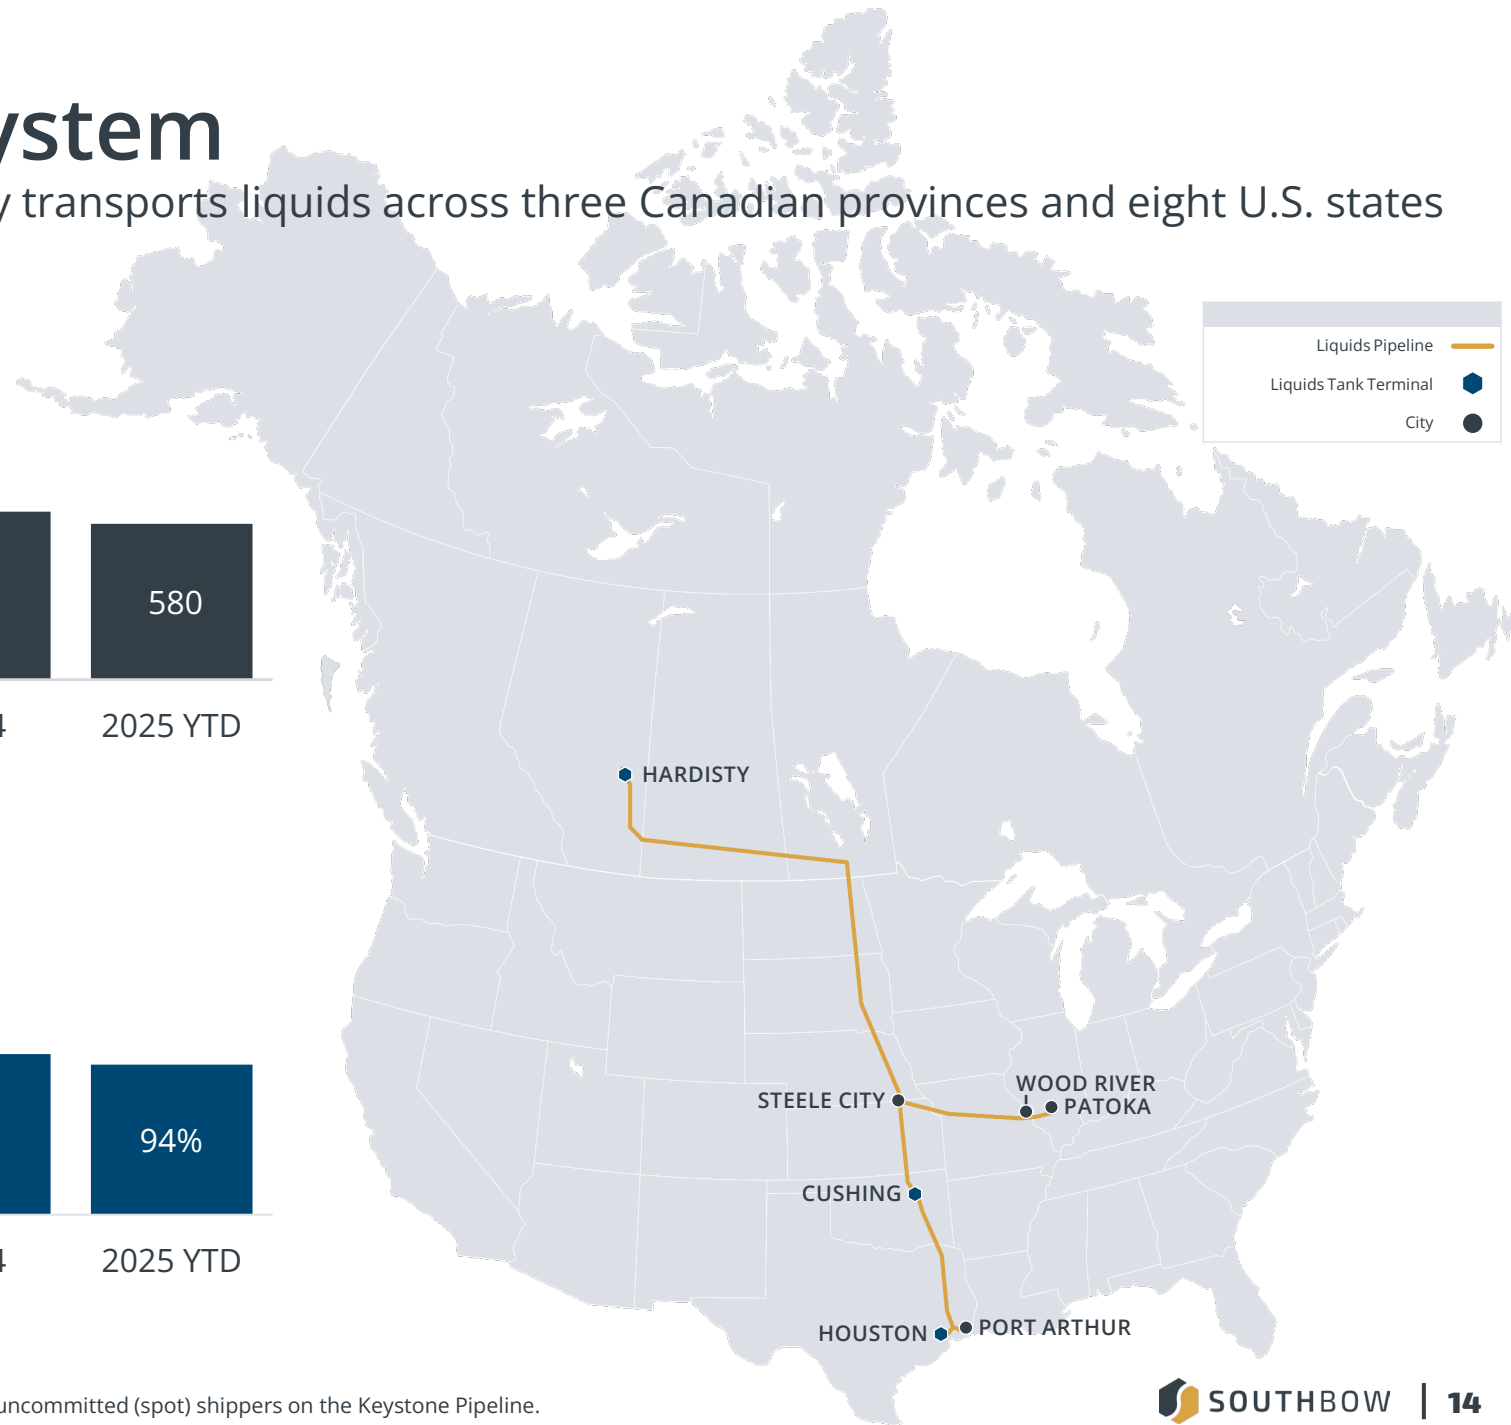 ystem
y transports liquids across three Canadian provinces and eight U.S. states
Liquids Pipeline
Liquids Tank Terminal
City
580
4
2025 YTD
HARDISTY
STEELE CITY
WOOD RIVER
PATOKA
94%
CUSHING
4
2025 YTD
HOUSTON
PORT ARTHUR
uncommitted (spot) shippers on the Keystone Pipeline.
SOUTHBOW | 14